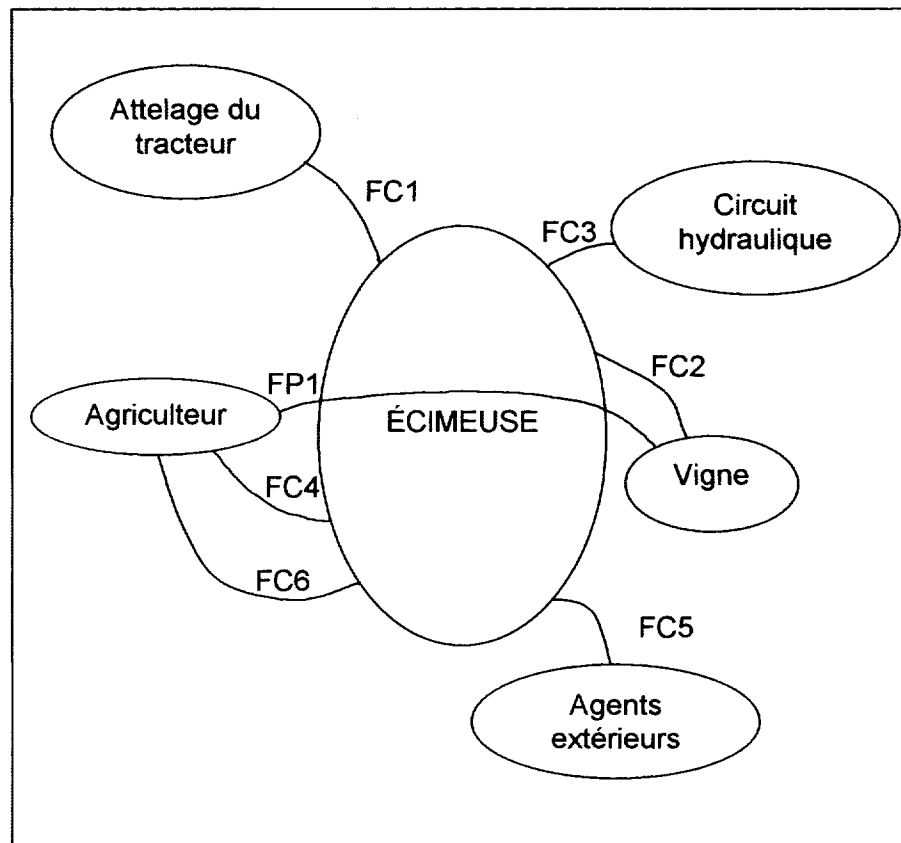 Attelage du
tracteur
FC1
Circuit
hydraulique
FC3
FC2
FP1
Agriculteur
ÉCIMEUSE
Vigne
FC4
FC6
FC5
Agents
extérieurs